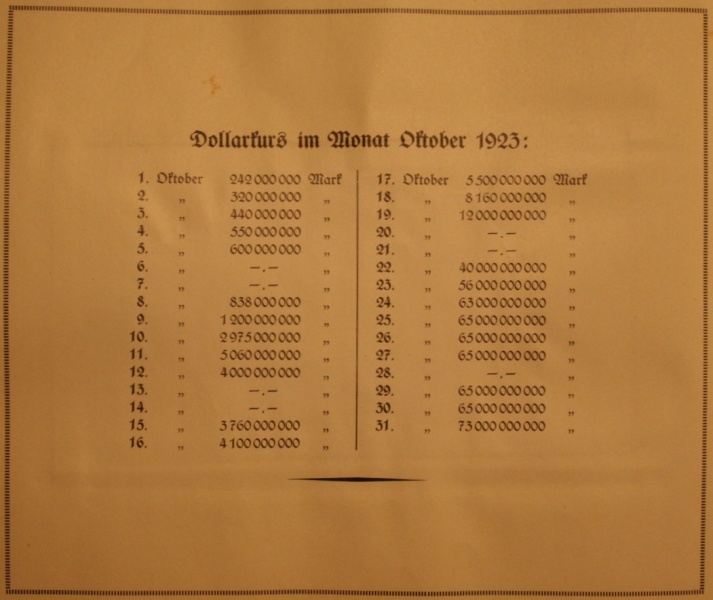 Dollarkurs im Monat Oktober 1923:
1. Oktober 242 000 000 Mark
2. „ 320 000 000 „
3. „ 440 000 000 „
4. „ 550 000 000 „
5. „ 600 000 000 „
6. „ —.— „
7. „ —.— „
8. „ 838 000 000 „
9. „ 1 200 000 000 „
10. „ 2 975 000 000 „
11. „ 5 060 000 000 „
12. „ 4 000 000 000 „
13. „ —.— „
14. „ —.— „
15. „ 3 760 000 000 „
16. „ 4 100 000 000 „
17. Oktober 5 500 000 000 Mark
18. „ 8 160 000 000 „
19. „ 12 000 000 000 „
20. „ —.— „
21. „ —.— „
22. „ 40 000 000 000 „
23. „ 56 000 000 000 „
24. „ 63 000 000 000 „
25. „ 65 000 000 000 „
26. „ 65 000 000 000 „
27. „ 65 000 000 000 „
28. „ —.— „
29. „ 65 000 000 000 „
30. „ 65 000 000 000 „
31. „ 73 000 000 000 „